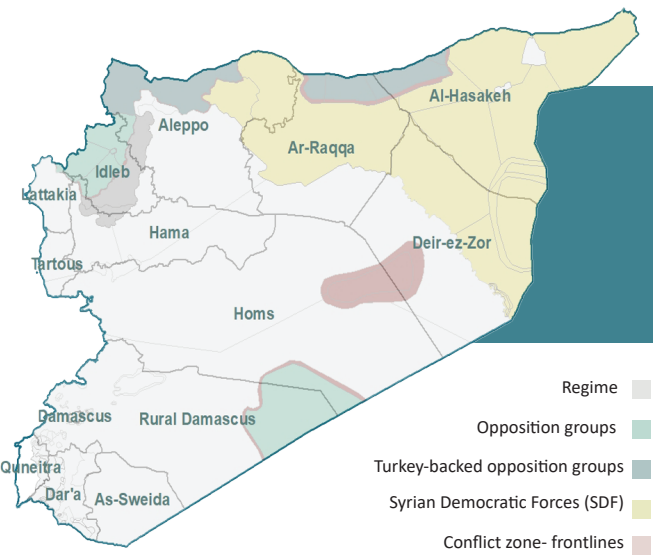 Al-Hasakeh
Aleppo
Ar-Raqqa
Idleb
Lattakia
Hama
Deir-ez-Zor
Tartous
Homs
Regime
Damascus
Rural Damascus
Opposition groups
Quneitra
Turkey-backed opposition groups
Dar'a
As-Sweida
Syrian Democratic Forces (SDF)
Conflict zone- frontlines